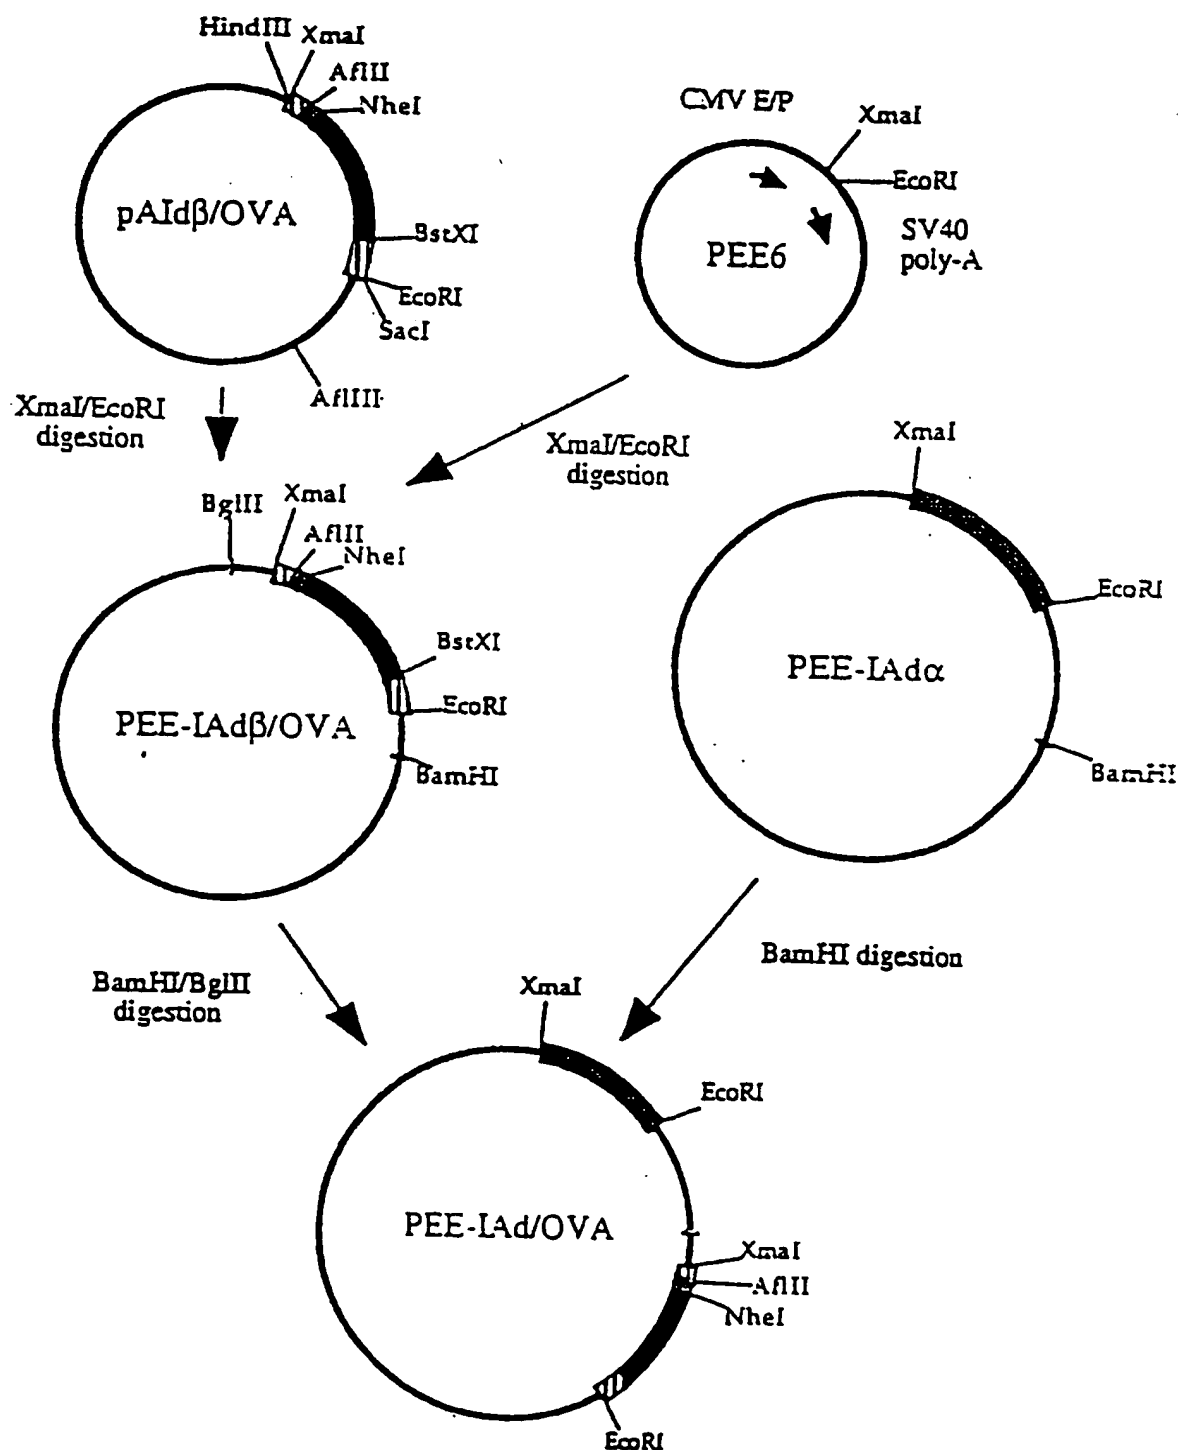 HindIII
XmaI
AflII
NheI
pAIdβ/OVA
BstXI
EcoRI
SacI
AflIII
CMV E/P
XmaI
EcoRI
SV40
poly-A
PEE6
XmaI/EcoRI
digestion
XmaI/EcoRI
digestion
BglII
XmaI
AflII
NheI
BstXI
EcoRI
PEE-IAdβ/OVA
BamHI
XmaI
EcoRI
PEE-IAdα
BamHI
BamHI/BglII
digestion
BamHI digestion
XmaI
EcoRI
PEE-IAd/OVA
XmaI
AflII
NheI
EcoRI